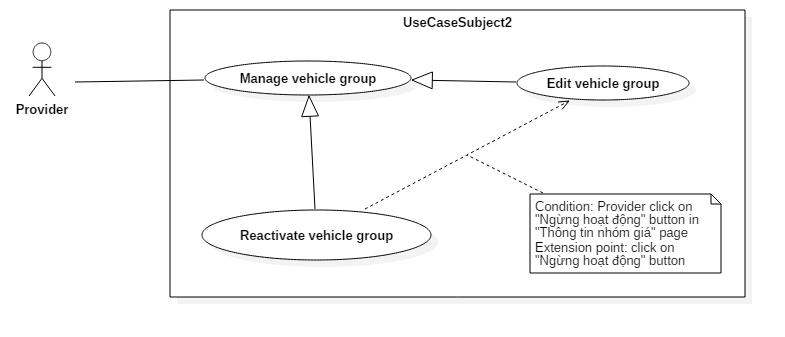 UseCaseSubject2
Manage vehicle group
Edit vehicle group
Provider
Reactivate vehicle group
Condition: Provider click on
"Ngừng hoạt động" button in
"Thông tin nhóm giá" page
Extension point: click on
"Ngừng hoạt động" button